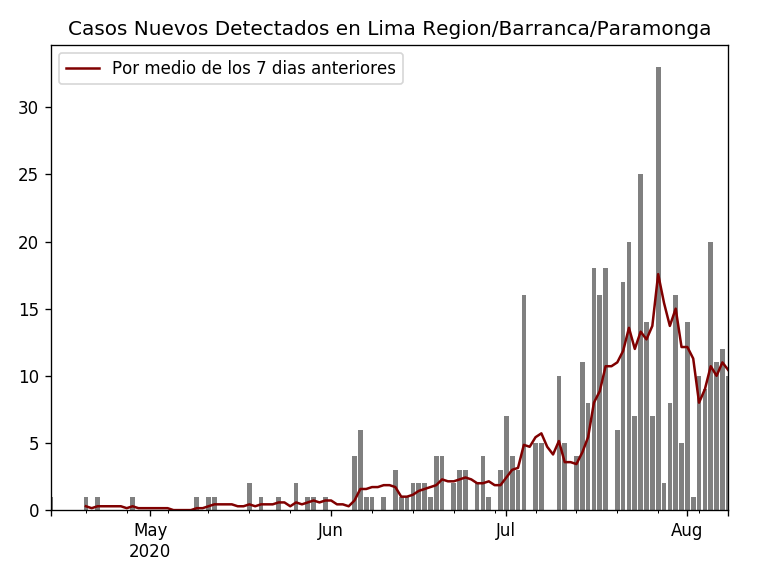 Casos Nuevos Detectados en Lima Region/Barranca/Paramonga
Por medio de los 7 dias anteriores
30
25
20
15
10
5
0
May Jun Jul Aug
2020